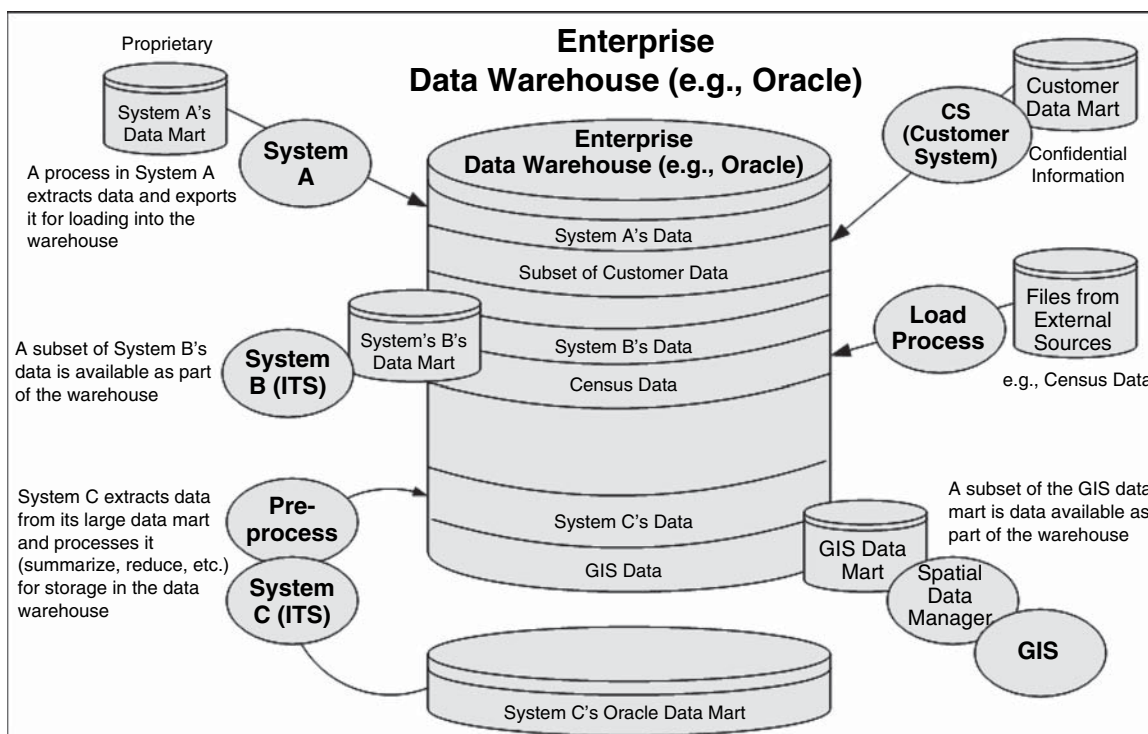 Enterprise
Data Warehouse (e.g., Oracle)
Proprietary
System A's
Data Mart
System
A
A process in System A
extracts data and exports
it for loading into the
warehouse
Enterprise
Data Warehouse (e.g., Oracle)
System A's Data
Subset of Customer Data
System B's Data
Census Data
System C's Data
GIS Data
CS
(Customer
System)
Customer
Data Mart
Confidential
Information
Load
Process
Files from
External
Sources
e.g., Census Data
A subset of System B's
data is available as part
of the warehouse
System
B (ITS)
System's B's
Data Mart
System C extracts data
from its large data mart
and processes it
(summarize, reduce, etc.)
for storage in the data
warehouse
Pre-
process
System
C (ITS)
System C's Oracle Data Mart
A subset of the GIS data
mart is data available as
part of the warehouse
GIS Data
Mart
Spatial
Data
Manager
GIS